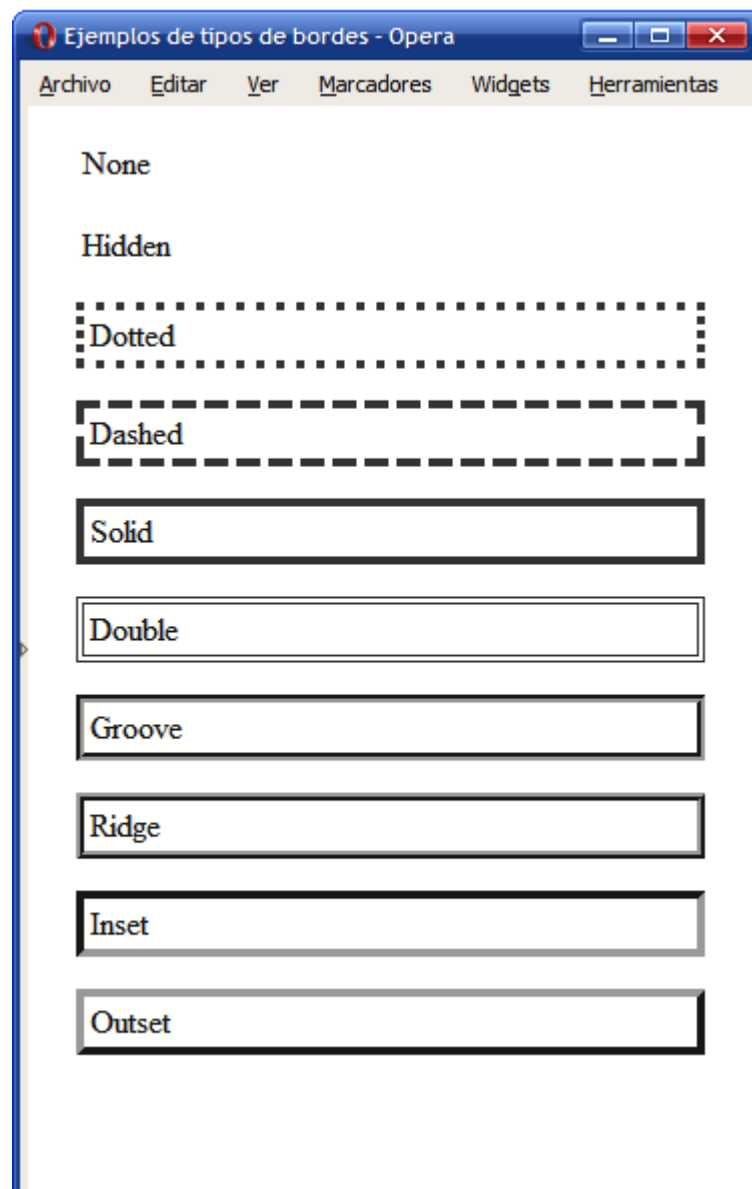 Ejemplos de tipos de bordes - Opera
Archivo Editar Ver Marcadores Widgets Herramientas
None
Hidden
Dotted
Dashed
Solid
Double
Groove
Ridge
Inset
Outset